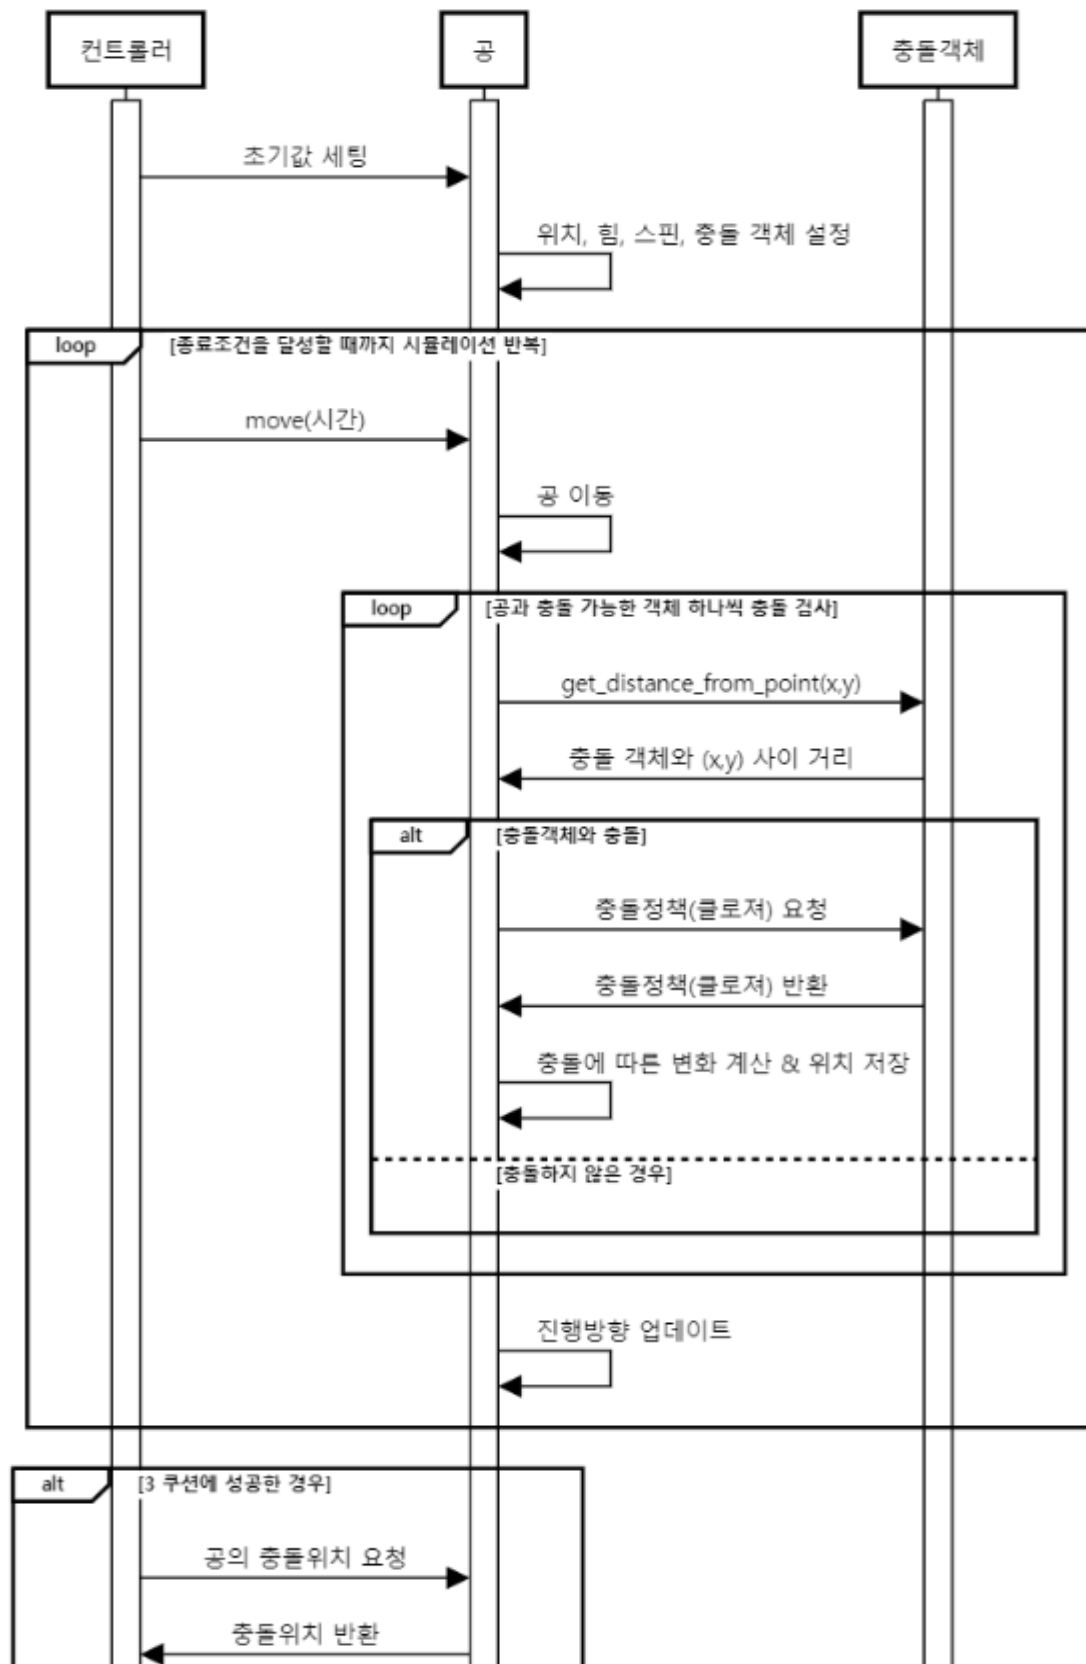 컨트롤러
공
충돌객체
초기값 세팅
위치, 힘, 스핀, 충돌 객체 설정
loop
[종료조건을 달성할 때까지 시뮬레이션 반복]
move(시간)
공 이동
loop
[공과 충돌 가능한 객체 하나씩 충돌 검사]
get_distance_from_point(x,y)
충돌 객체와 (x,y) 사이 거리
alt
[충돌객체와 충돌]
충돌정책(클로져) 요청
충돌정책(클로져) 반환
충돌에 따른 변화 계산 & 위치 저장
[충돌하지 않은 경우]
진행방향 업데이트
alt
[3 쿠션에 성공한 경우]
공의 충돌위치 요청
충돌위치 반환